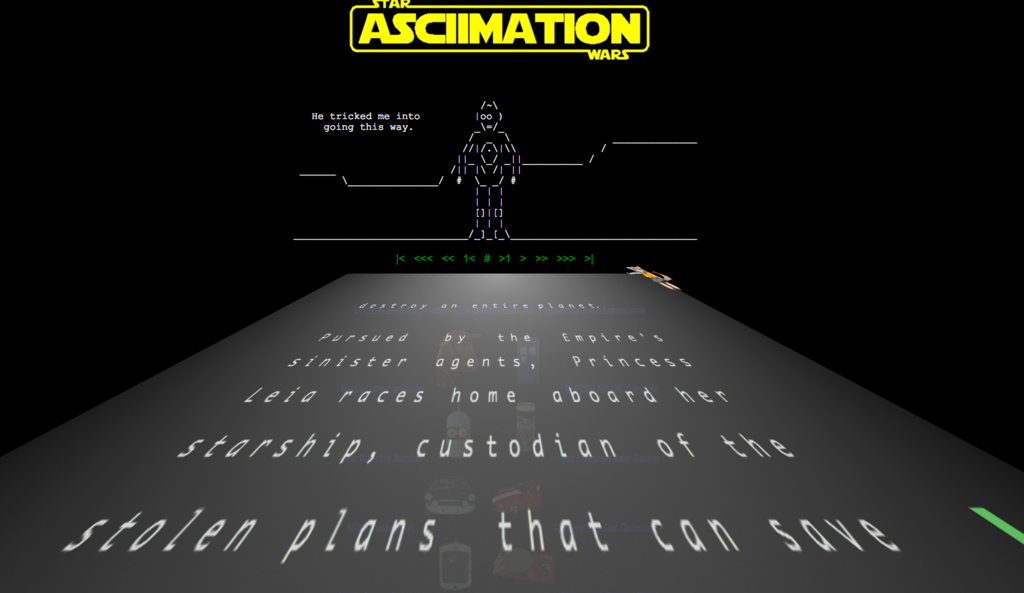 STAR
ASCIIMATION
WARS
He tricked me into
going this way.
|< <<< << 1< # >1 > >> >>> >|
destroy an entire planet.
Pursued by the Empire's
sinister agents, Princess
Leia races home aboard her
starship, custodian of the
stolen plans that can save